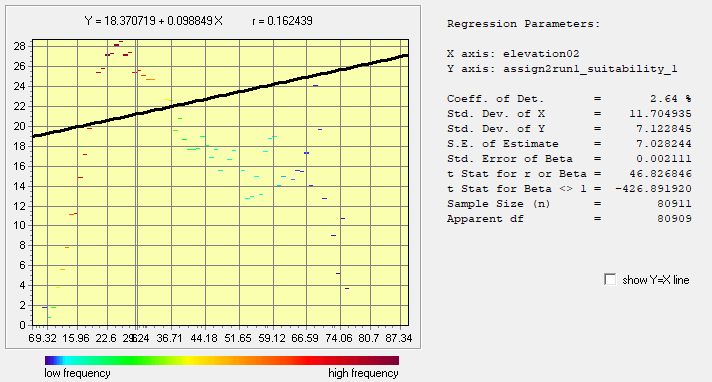 Y = 18.370719 + 0.098849 X r = 0.162439
Regression Parameters:
X axis: elevation02
Y axis: assign2run1_suitability_1
Coeff. of Det. = 2.64 %
Std. Dev. of X = 11.704935
Std. Dev. of Y = 7.122845
S.E. of Estimate = 7.028244
Std. Error of Beta = 0.002111
t Stat for r or Beta = 46.826846
t Stat for Beta <> 1 = -426.891920
Sample Size (n) = 80911
Apparent df = 80909
show Y=X line
28
26
24
22
20
18
16
14
12
10
8
6
4
2
0
15.96 22.6 36.71 44.18 51.65 59.12 66.59 74.06 80.7 87.34
low frequency high frequency